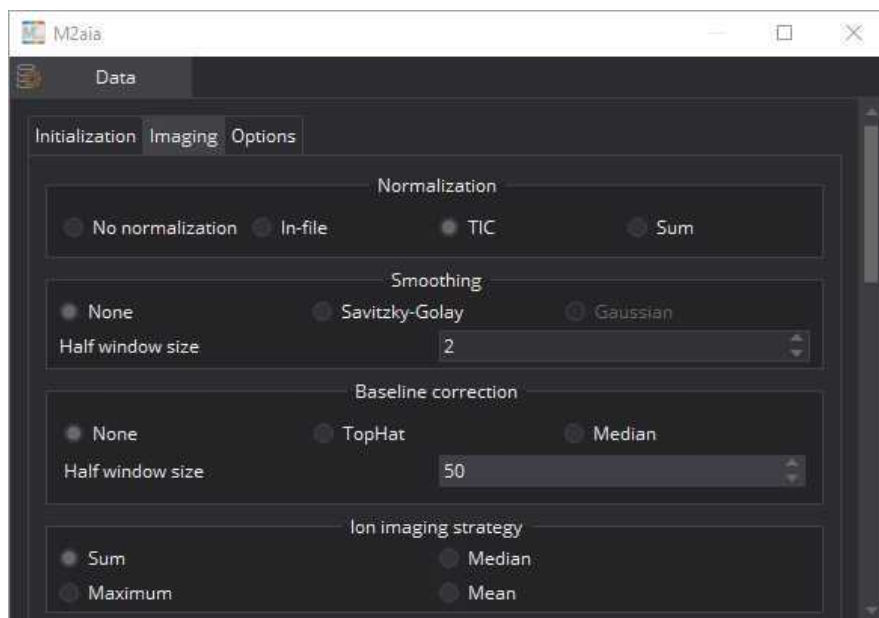 M2aia
Data
Initialization Imaging Options
Normalization
No normalization In-file TIC Sum
Smoothing
None Savitzky-Golay Gaussian
Half window size 2
Baseline correction
None TopHat Median
Half window size 50
Ion imaging strategy
Sum Median
Maximum Mean